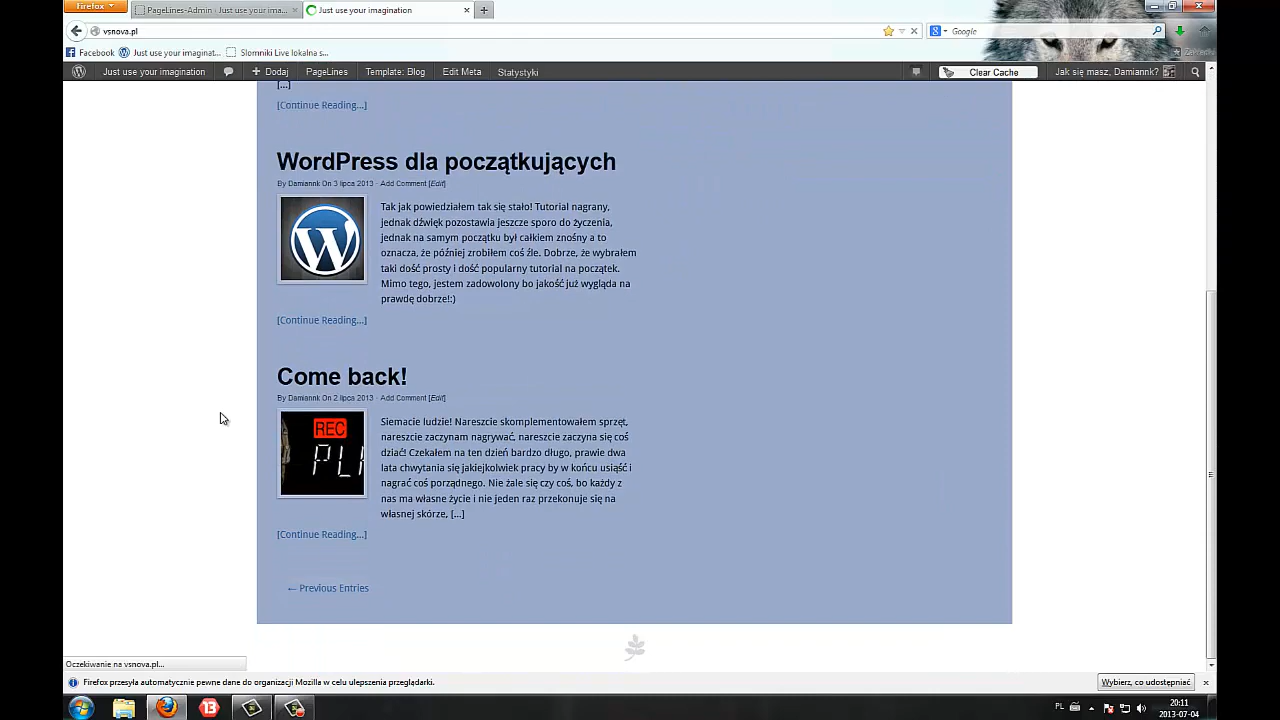 Firefox
PageLines-Admin ‹ Just use your ima...
Just use your imagination
vsnova.pl
Google
Facebook
Just use your imaginat...
Slomniki Live lokalna s...
Just use your imagination
Dodaj
PageLines
Template: Blog
Edit Meta
Statystyki
Clear Cache
Jak się masz, Damiannk?
[...]
[Continue Reading...]
WordPress dla początkujących
By Damiannk On 3 lipca 2013 · Add Comment [Edit]
Tak jak powiedziałem tak się stało! Tutorial nagrany,
jednak dźwięk pozostawia jeszcze sporo do życzenia,
jednak na samym początku był całkiem znośny a to
oznacza, że później zrobiłem coś źle. Dobrze, że wybrałem
taki dość prosty i dość popularny tutorial na początek.
Mimo tego, jestem zadowolony bo jakość już wygląda na
prawdę dobrze!:)
[Continue Reading...]
Come back!
By Damiannk On 2 lipca 2013 · Add Comment [Edit]
REC
Siemacie ludzie! Nareszcie skomplementowałem sprzęt,
nareszcie zaczynam nagrywać, nareszcie zaczyna się coś
dziać! Czekałem na ten dzień bardzo długo, prawie dwa
lata chwytania się jakiejkolwiek pracy by w końcu usiąść i
nagrać coś porządnego. Nie żale się czy coś, bo każdy z
nas ma własne życie i nie jeden raz przekonuje się na
własnej skórze, [...]
[Continue Reading...]
← Previous Entries
Oczekiwanie na vsnova.pl...
Firefox przesyła automatycznie pewne dane do organizacji Mozilla w celu ulepszenia przeglądarki.
Wybierz, co udostępniać
13
PL
20:11
2013-07-04